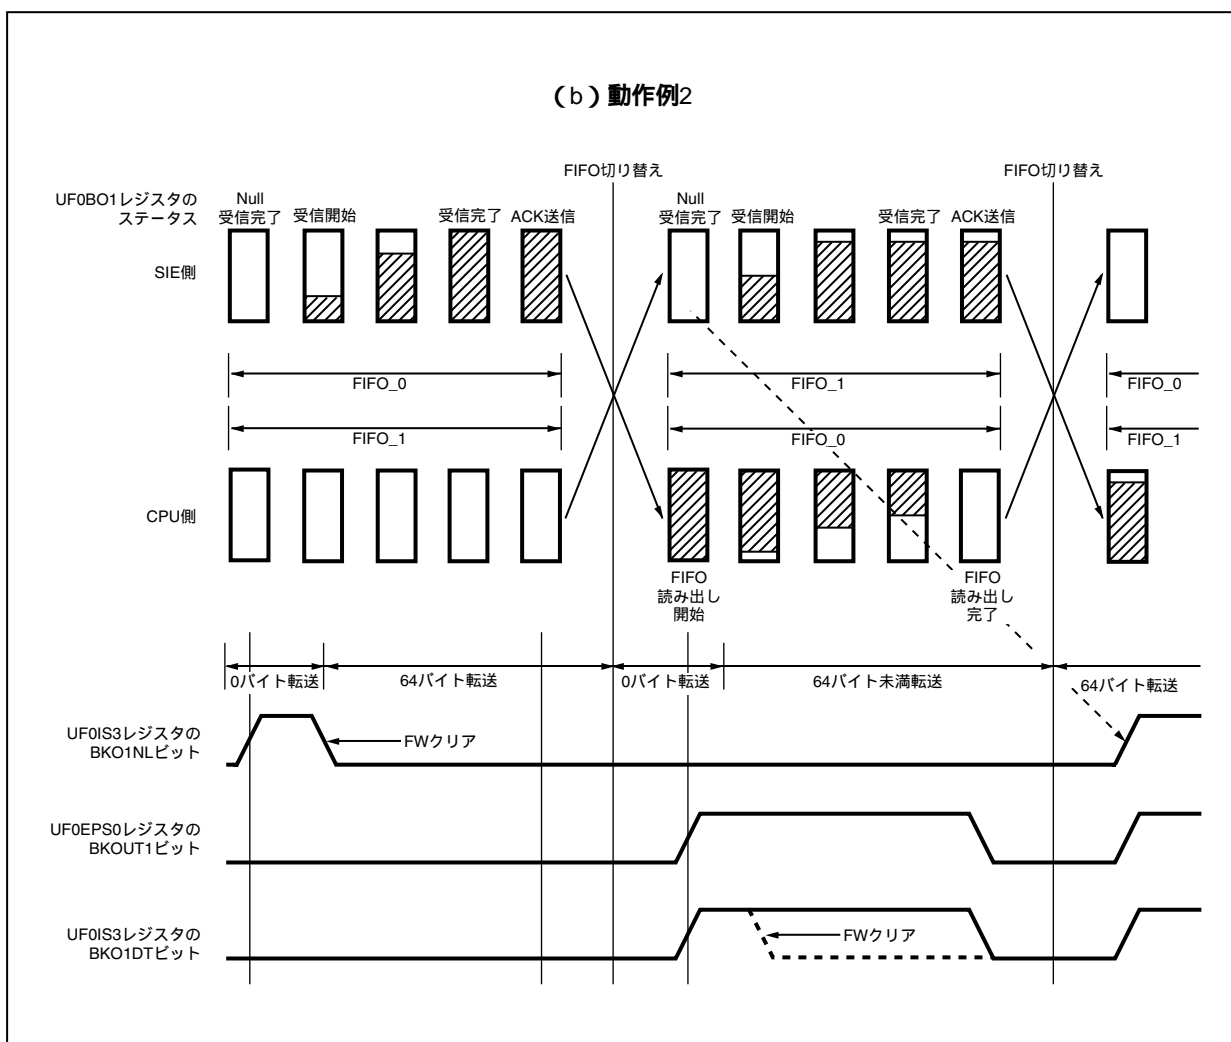 （b）動作例2
FIFO切り替え
FIFO切り替え
UF0BO1レジスタの
ステータス
Null
受信完了
受信開始
受信完了
ACK送信
Null
受信完了
受信開始
受信完了
ACK送信
SIE側
FIFO_0
FIFO_1
FIFO_0
FIFO_1
FIFO_0
FIFO_1
CPU側
FIFO
読み出し
開始
FIFO
読み出し
完了
0バイト転送
64バイト転送
0バイト転送
64バイト未満転送
64バイト転送
UF0IS3レジスタの
BKO1NLビット
FWクリア
UF0EPS0レジスタの
BKOUT1ビット
UF0IS3レジスタの
BKO1DTビット
FWクリア